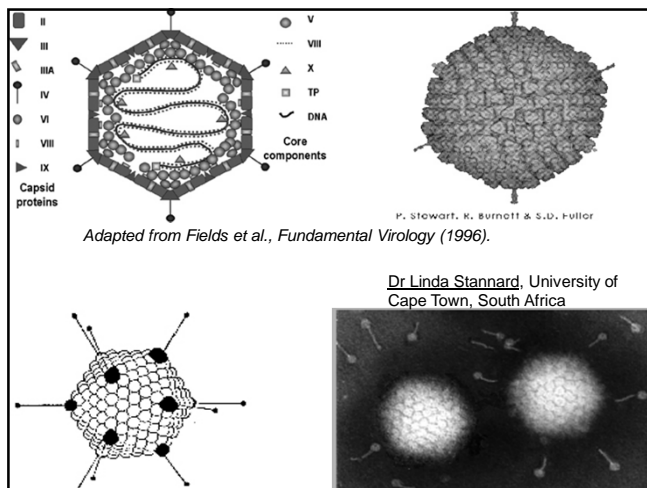 II
III
IIIA
IV
VI
VIII
IX
Capsid
proteins
V
VIII
X
TP
DNA
Core
components
P. Stewart, R. Burnett & S.D. Fuller
Adapted from Fields et al., Fundamental Virology (1996).
Dr Linda Stannard, University of
Cape Town, South Africa